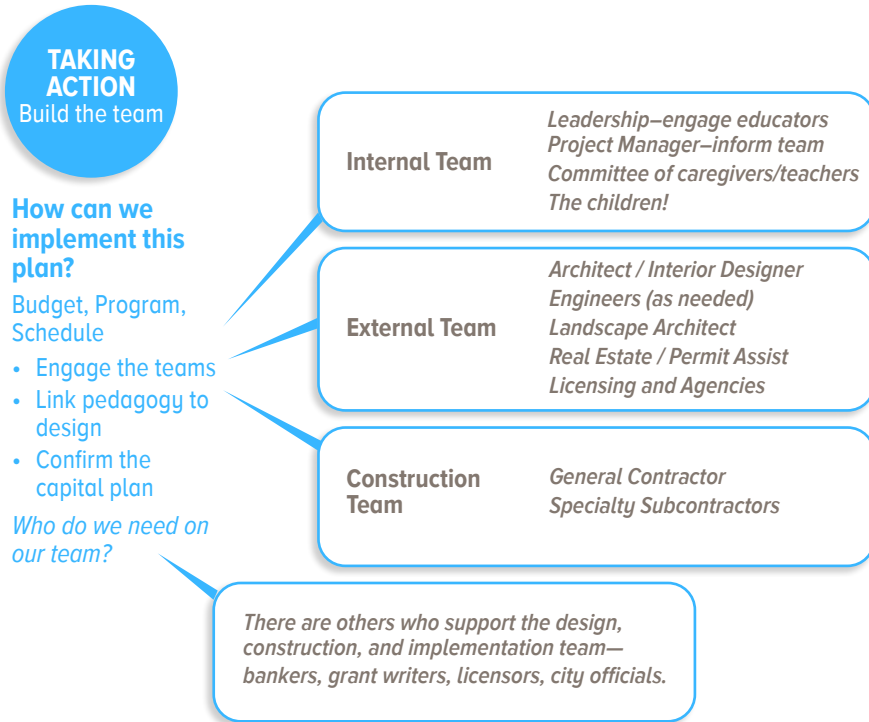 TAKING
ACTION
Build the team
How can we
implement this
plan?
Budget, Program,
Schedule
• Engage the teams
• Link pedagogy to
design
• Confirm the
capital plan
Who do we need on
our team?
Internal Team
Leadership–engage educators
Project Manager–inform team
Committee of caregivers/teachers
The children!
External Team
Architect / Interior Designer
Engineers (as needed)
Landscape Architect
Real Estate / Permit Assist
Licensing and Agencies
Construction
Team
General Contractor
Specialty Subcontractors
There are others who support the design,
construction, and implementation team—
bankers, grant writers, licensors, city officials.